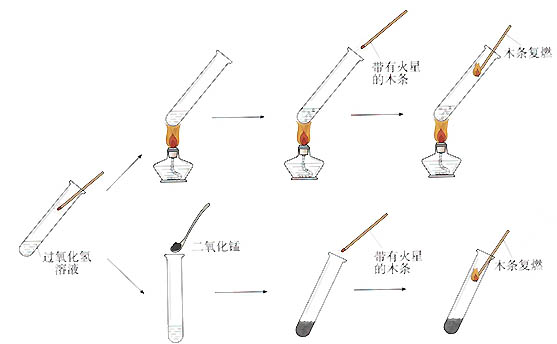 带有火星
的木条
木条复燃
过氧化氢
溶液
二氧化锰
带有火星
的木条
木条复燃